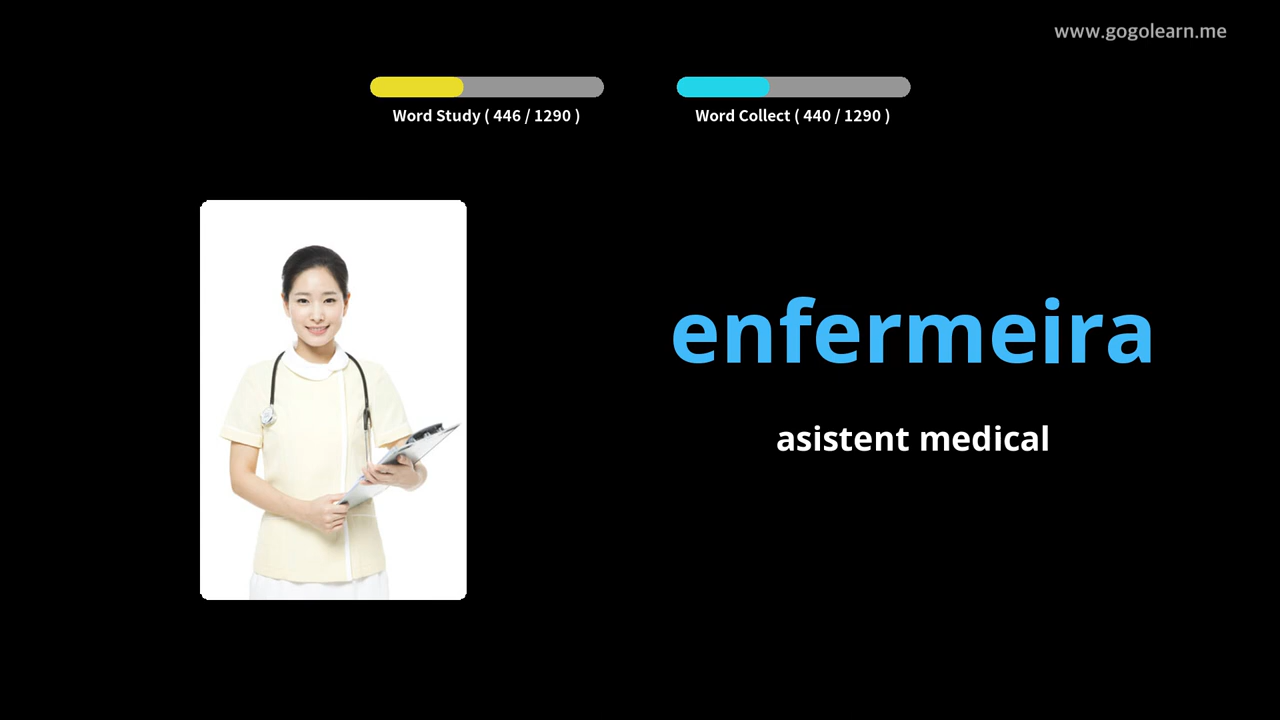 www.gogolearn.me
Word Study ( 446 / 1290 )
Word Collect ( 440 / 1290 )
enfermeira
asistent medical